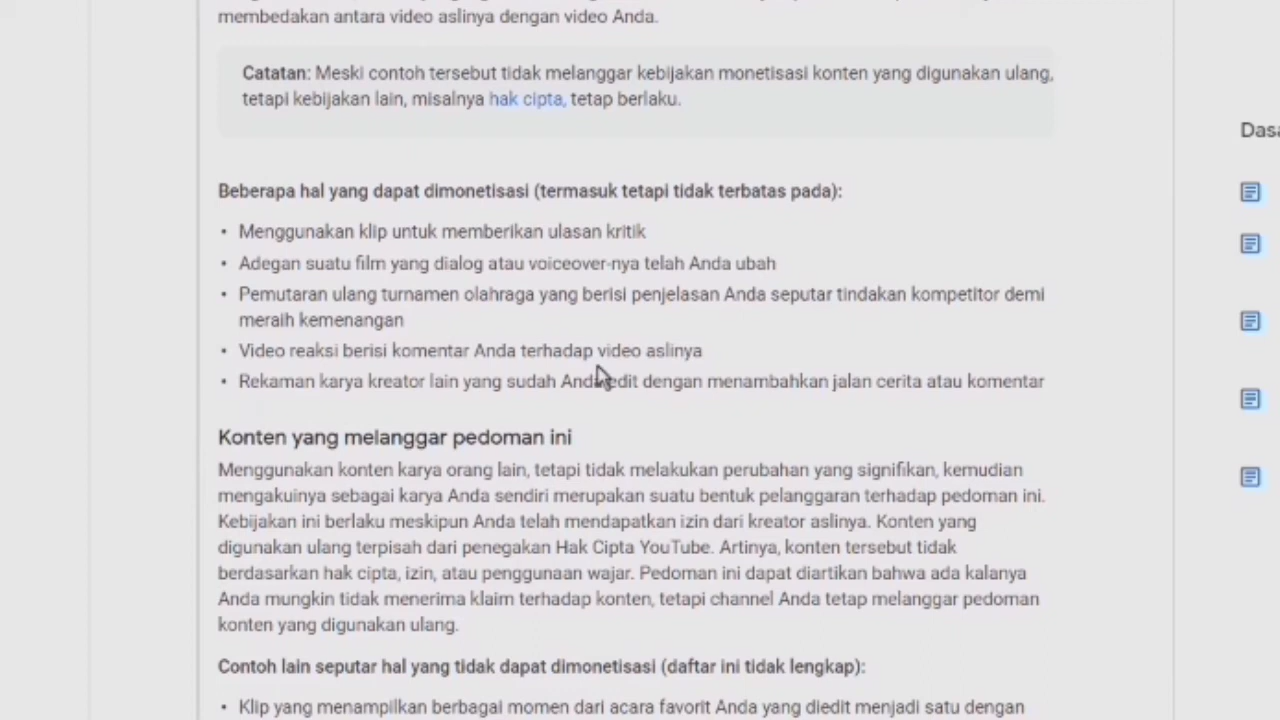 membedakan antara video aslinya dengan video Anda.
Catatan: Meski contoh tersebut tidak melanggar kebijakan monetisasi konten yang digunakan ulang,
tetapi kebijakan lain, misalnya hak cipta, tetap berlaku.
Beberapa hal yang dapat dimonetisasi (termasuk tetapi tidak terbatas pada):
• Menggunakan klip untuk memberikan ulasan kritik
• Adegan suatu film yang dialog atau voiceover-nya telah Anda ubah
• Pemutaran ulang turnamen olahraga yang berisi penjelasan Anda seputar tindakan kompetitor demi
meraih kemenangan
• Video reaksi berisi komentar Anda terhadap video aslinya
• Rekaman karya kreator lain yang sudah Anda edit dengan menambahkan jalan cerita atau komentar
Konten yang melanggar pedoman ini
Menggunakan konten karya orang lain, tetapi tidak melakukan perubahan yang signifikan, kemudian
mengakuinya sebagai karya Anda sendiri merupakan suatu bentuk pelanggaran terhadap pedoman ini.
Kebijakan ini berlaku meskipun Anda telah mendapatkan izin dari kreator aslinya. Konten yang
digunakan ulang terpisah dari penegakan Hak Cipta YouTube. Artinya, konten tersebut tidak
berdasarkan hak cipta, izin, atau penggunaan wajar. Pedoman ini dapat diartikan bahwa ada kalanya
Anda mungkin tidak menerima klaim terhadap konten, tetapi channel Anda tetap melanggar pedoman
konten yang digunakan ulang.
Contoh lain seputar hal yang tidak dapat dimonetisasi (daftar ini tidak lengkap):
• Klip yang menampilkan berbagai momen dari acara favorit Anda yang diedit menjadi satu dengan
Dasa